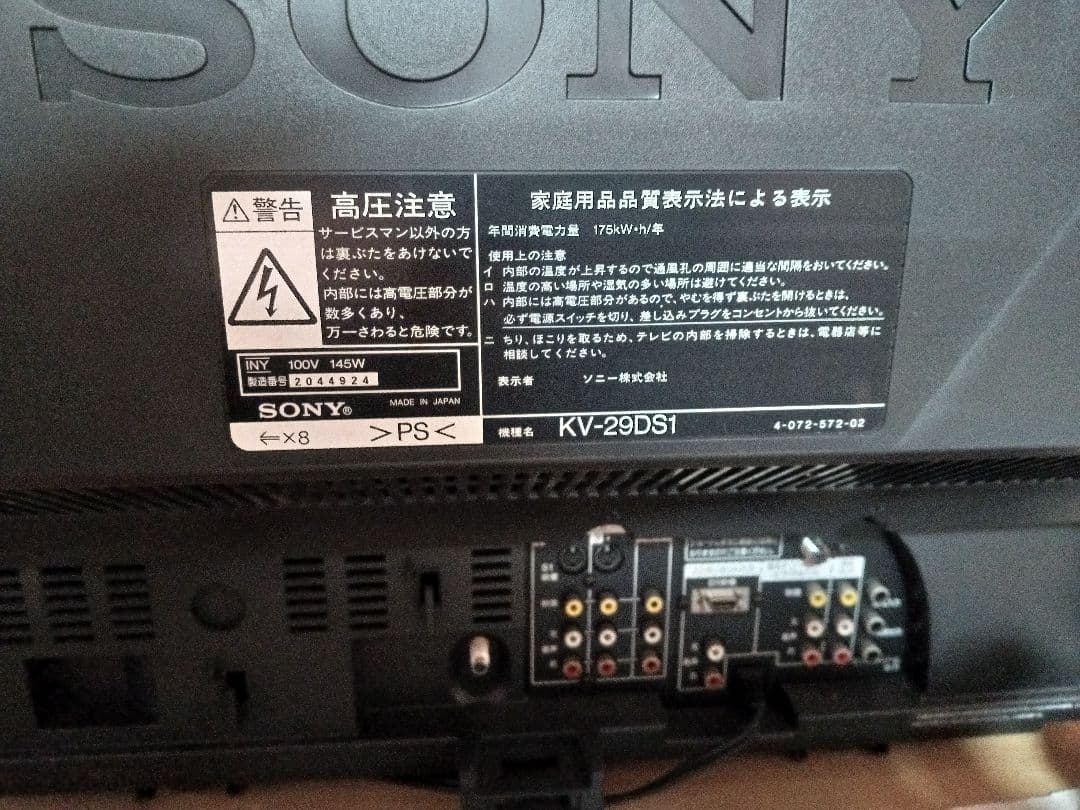 SONY
警告
高圧注意
サービスマン以外の方
は裏ぶたをあけないで
ください。
内部には高電圧部分が
数多くあり、
万一さわると危険です。
INY 100V 145W
製造番号 2044924
SONY® MADE IN JAPAN
←×8 >PS<
家庭用品品質表示法による表示
年間消費電力量 175kW・h/年
使用上の注意
イ 内部の温度が上昇するので通風孔の周囲に適当な間隔をおいてください。
ロ 温度の高い場所や湿気の多い場所は避けてください。
ハ 内部には高電圧部分があるので、やむを得ず裏ぶたを開けるときは、
必ず電源スイッチを切り、差し込みプラグをコンセントから抜いてください。
ニ ちり、ほこりを取るため、テレビの内部を掃除するときは、電器店等に
相談してください。
表示者 ソニー株式会社
機種名 KV-29DS1 4-072-572-02